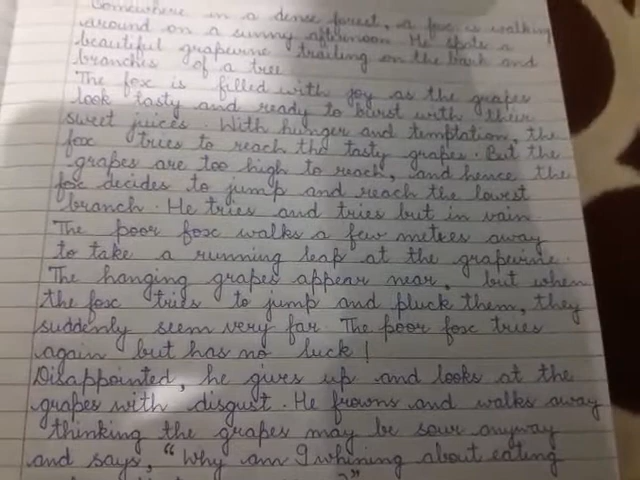 Somewhere in a dense forest, a fox is walking
around on a sunny afternoon. He spots a
beautiful grapevine trailing on the bark and
branches of a tree
The fox is filled with joy as the grapes
look tasty and ready to burst with their
sweet juices. With hunger and temptation, the
fox tries to reach the tasty grapes. But the
grapes are too high to reach, and hence the
fox decides to jump and reach the lowest
branch. He tries and tries but in vain
The poor fox walks a few metres away
to take a running leap at the grapevine.
The hanging grapes appear near, but when
the fox tries to jump and pluck them, they
suddenly seem very far. The poor fox tries
again but has no luck!
Disappointed, he gives up and looks at the
grapes with disgust. He frowns and walks away
thinking the grapes may be sour anyway
and says, "Why am I whining about eating